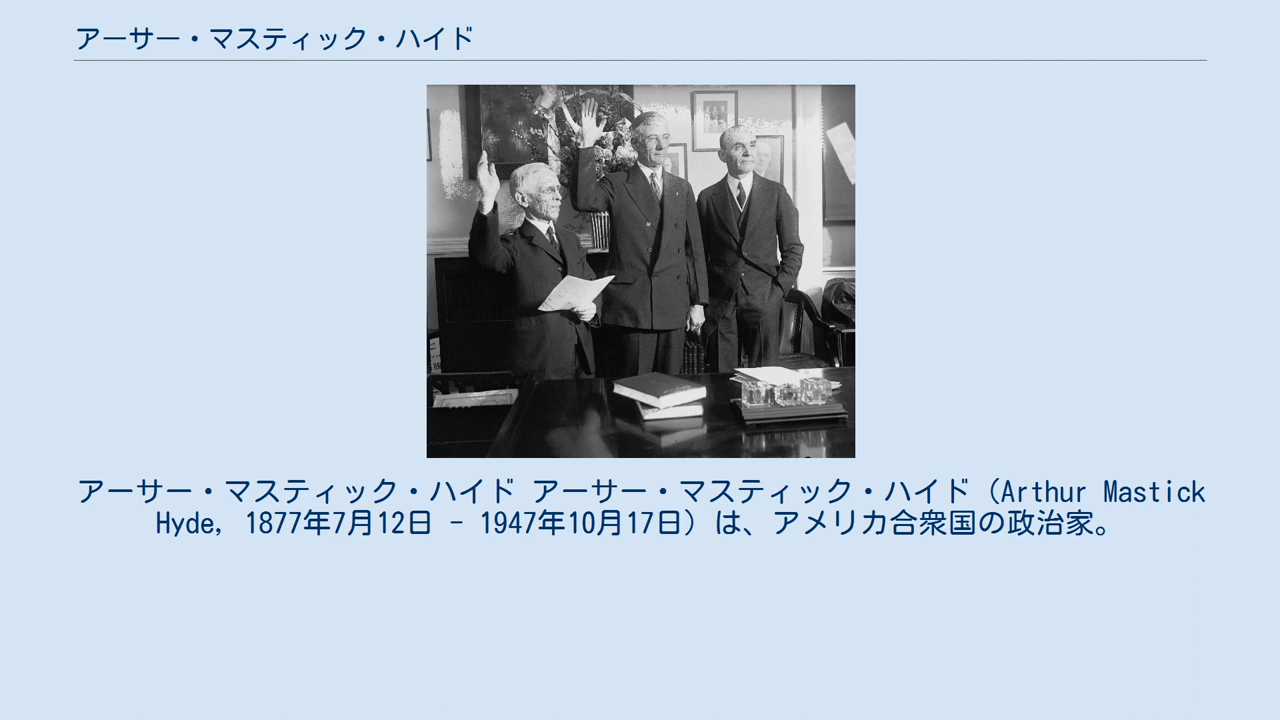 アーサー・マスティック・ハイド
アーサー・マスティック・ハイド アーサー・マスティック・ハイド（Arthur Mastick
Hyde, 1877年7月12日 - 1947年10月17日）は、アメリカ合衆国の政治家。